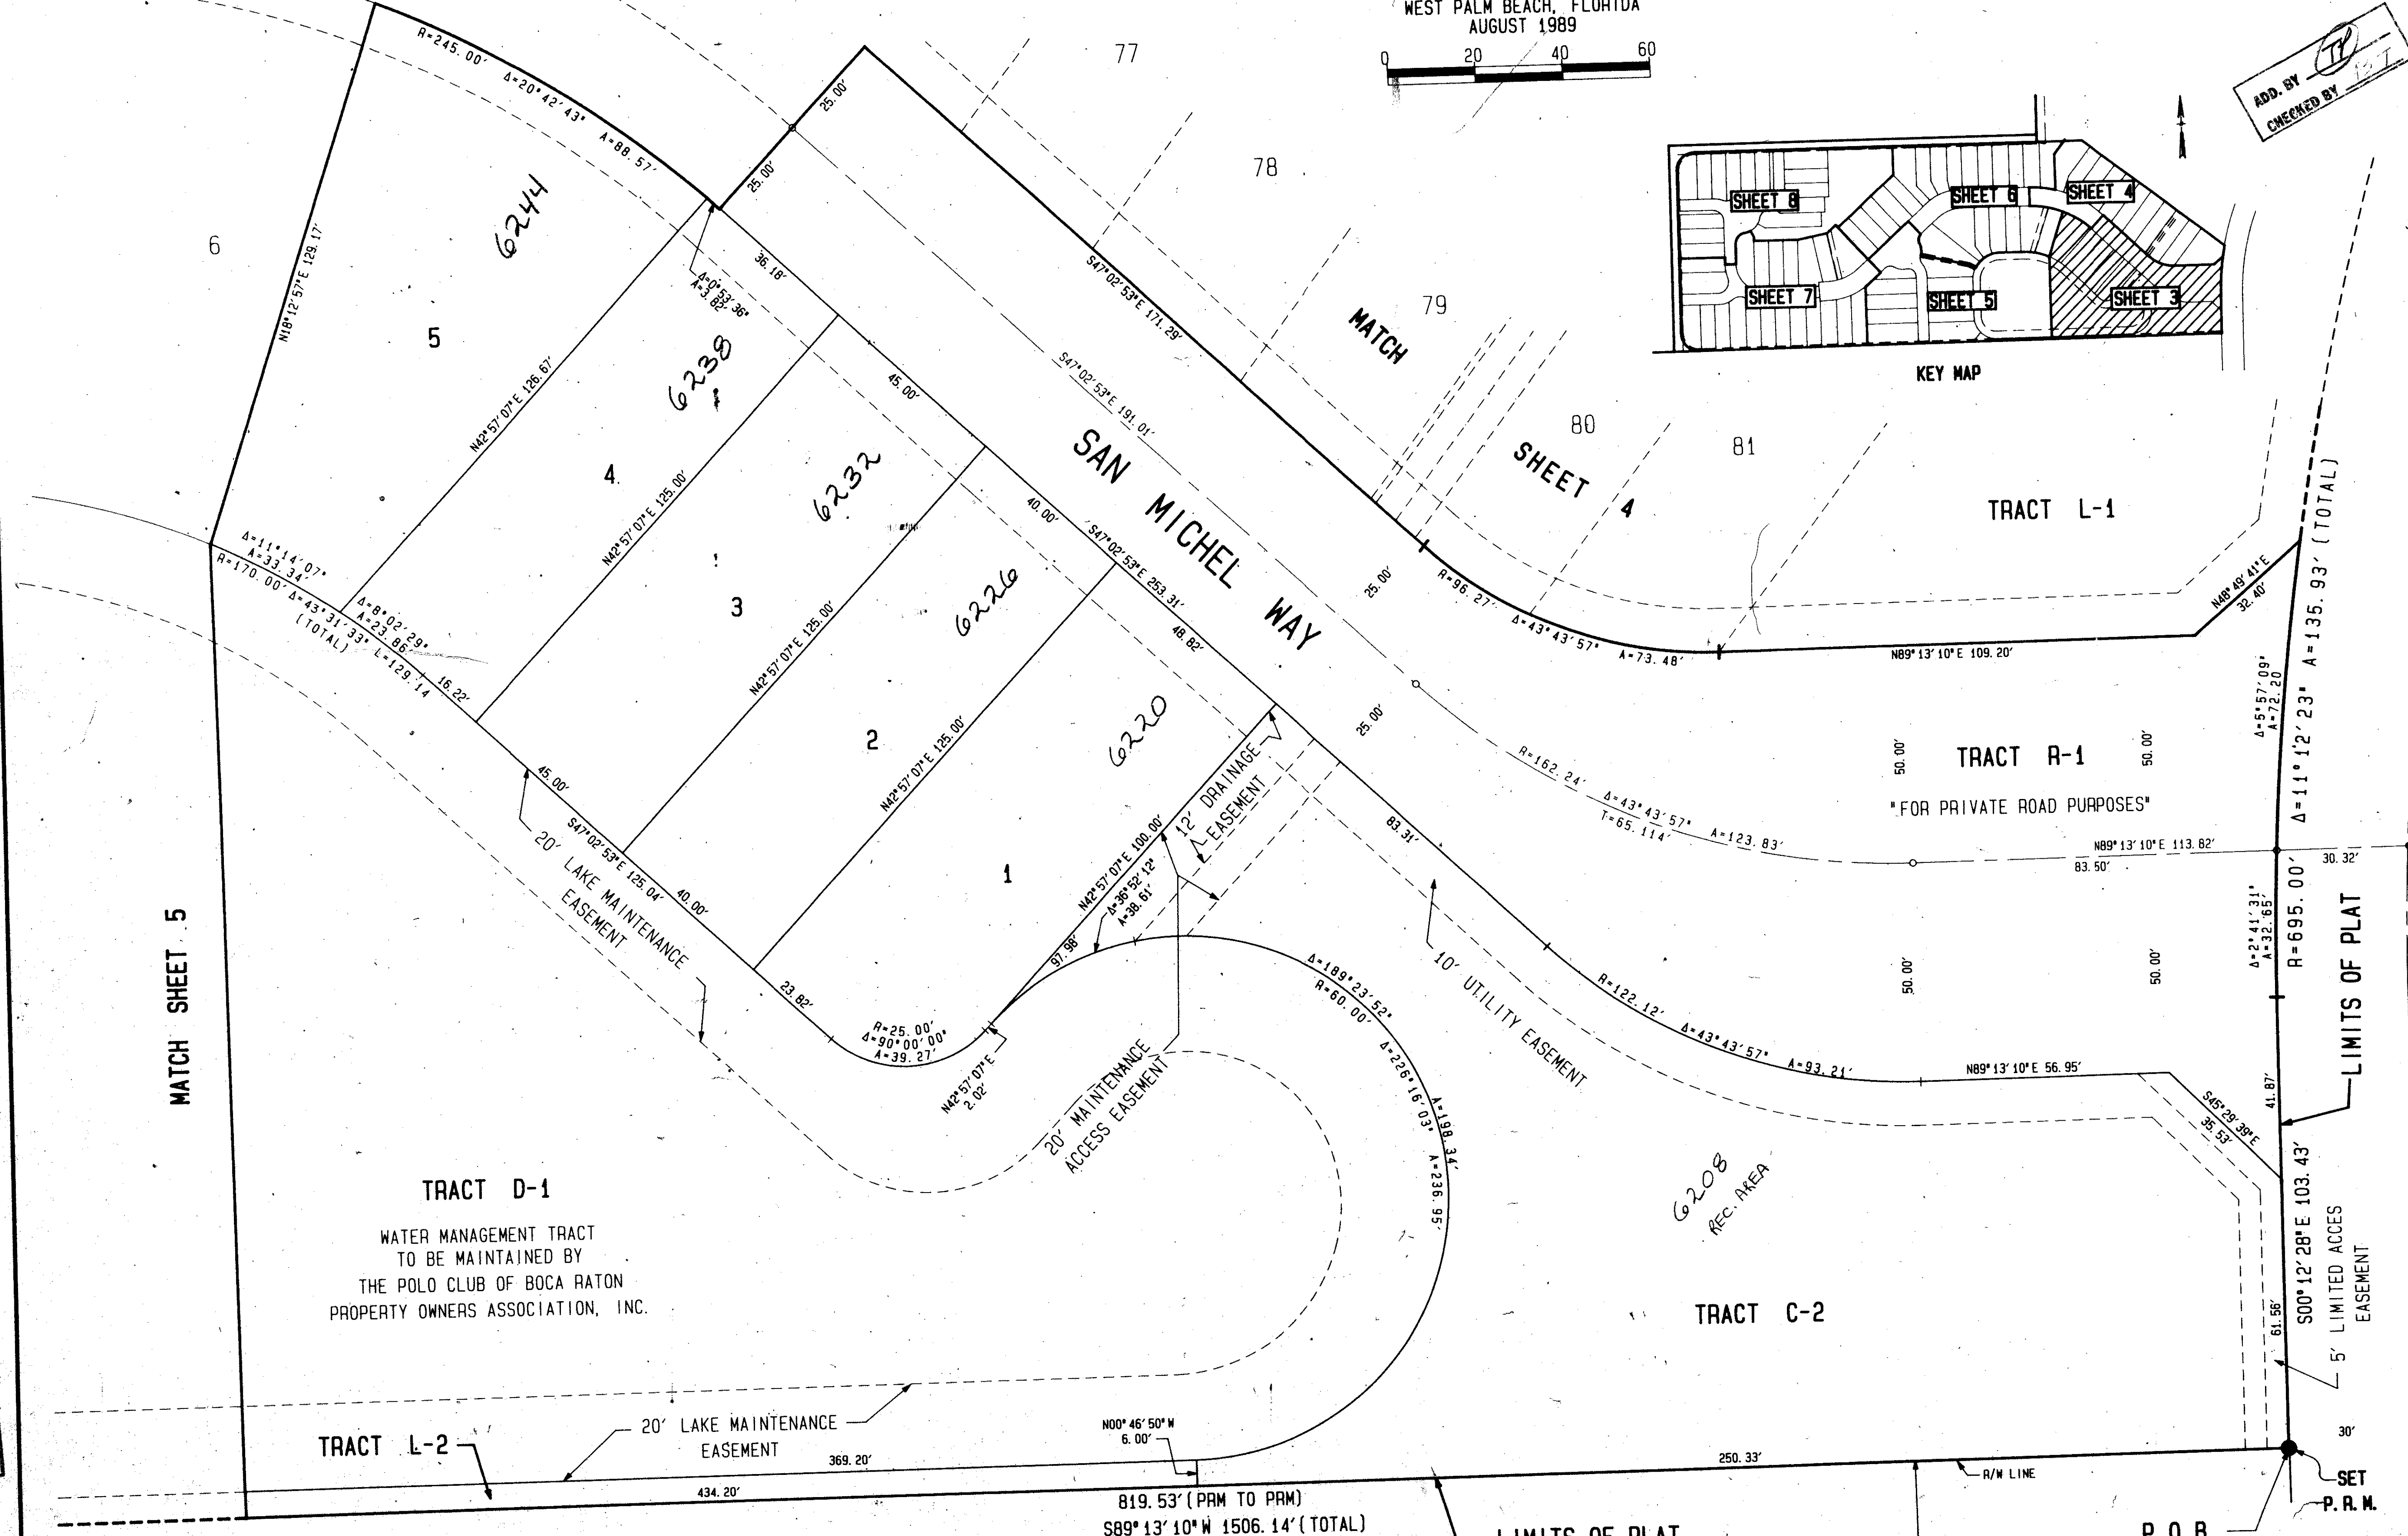 WEST PALM BEACH, FLORIDA
AUGUST 1989
0 20 40 60
ADD. BY
CHECKED BY
SHEET 8
SHEET 6
SHEET 4
SHEET 7
SHEET 5
SHEET 3
KEY MAP
R=245.00' Δ=20°42'43" A=88.57'
25.00'
25.00'
77
78
79
80
81
MATCH
SHEET 4
TRACT L-1
6
N18°12'57"E 129.17'
5
6244
N42°57'07"E 126.67'
Δ=0°53'36"
A=3.82'
36.18'
4
6238
N42°57'07"E 125.00'
45.00'
3
6232
N42°57'07"E 125.00'
40.00'
2
6226
N42°57'07"E 125.00'
48.82'
1
6220
S47°02'53"E 171.29'
S47°02'53"E 191.01'
S47°02'53"E 253.31'
SAN MICHEL WAY
25.00'
25.00'
R=96.27' Δ=43°43'57" A=73.48'
N89°13'10"E 109.20'
N48°49'41"E
32.40'
Δ=5°57'09"
A=72.20
Δ=11°12'23" A=135.93' (TOTAL)
R=695.00'
TRACT R-1
"FOR PRIVATE ROAD PURPOSES"
50.00'
50.00'
50.00'
50.00'
R=162.24' Δ=43°43'57" A=123.83'
T=65.114'
N89°13'10"E 113.82'
83.50'
30.32'
Δ=2°41'31"
A=32.65'
LIMITS OF PLAT
41.87'
Δ=11°14'07"
A=33.34'
R=170.00' Δ=43°31'33" L=129.14
(TOTAL)
Δ=8°02'29"
A=23.86'
16.22'
45.00'
S47°02'53"E 125.04'
40.00'
23.82'
20' LAKE MAINTENANCE
EASEMENT
R=25.00'
Δ=90°00'00"
A=39.27'
N42°57'07"E
2.02'
N42°57'07"E 100.00'
97.98'
Δ=36°52'12"
A=38.61'
12' DRAINAGE
EASEMENT
83.31'
10' UTILITY EASEMENT
20' MAINTENANCE
ACCESS EASEMENT
Δ=189°23'52"
R=60.00'
A=198.34'
Δ=226°16'03"
A=236.95'
R=122.12' Δ=43°43'57" A=93.21'
N89°13'10"E 56.95'
S45°29'39"E
35.53'
6208
REC. AREA
TRACT C-2
S00°12'28"E 103.43'
61.56'
5' LIMITED ACCES
EASEMENT
MATCH SHEET 5
TRACT D-1
WATER MANAGEMENT TRACT
TO BE MAINTAINED BY
THE POLO CLUB OF BOCA RATON
PROPERTY OWNERS ASSOCIATION, INC.
TRACT L-2
20' LAKE MAINTENANCE
EASEMENT
N00°46'50"W
6.00'
369.20'
434.20'
250.33'
R/W LINE
30'
SET
P.R.M.
819.53' (PRM TO PRM)
S89°13'10"W 1506.14' (TOTAL)
LIMITS OF PLAT
P.O.B.